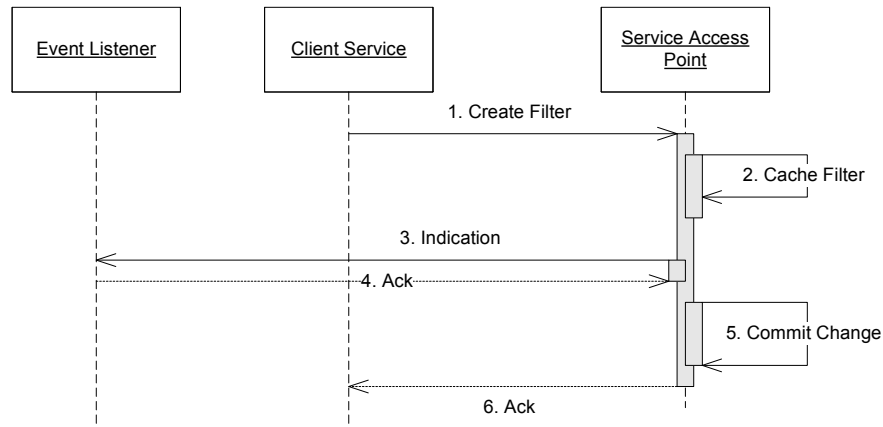 Event Listener
Client Service
Service Access
Point
1. Create Filter
2. Cache Filter
3. Indication
4. Ack
5. Commit Change
6. Ack